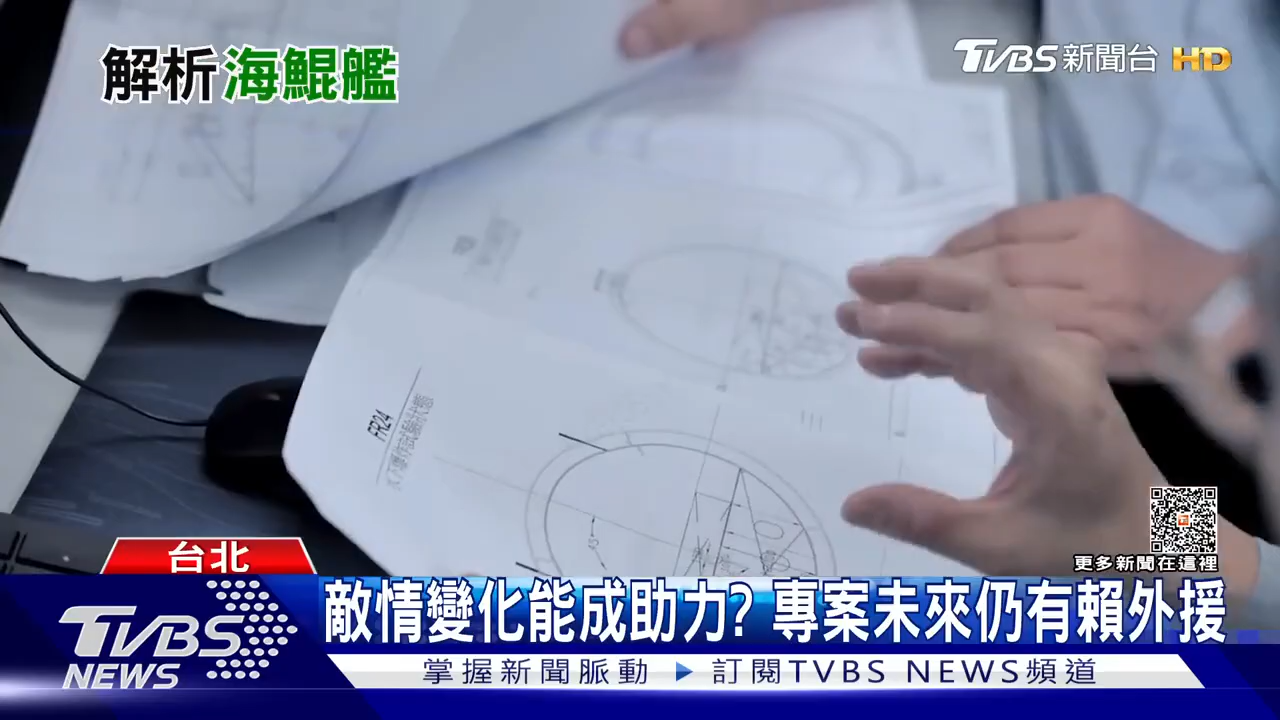 解析海鯤艦
TVBS新聞台 HD
FR24
更多新聞在這裡
台北
敵情變化能成助力? 專案未來仍有賴外援
TVBS NEWS
掌握新聞脈動 ▶ 訂閱TVBS NEWS頻道